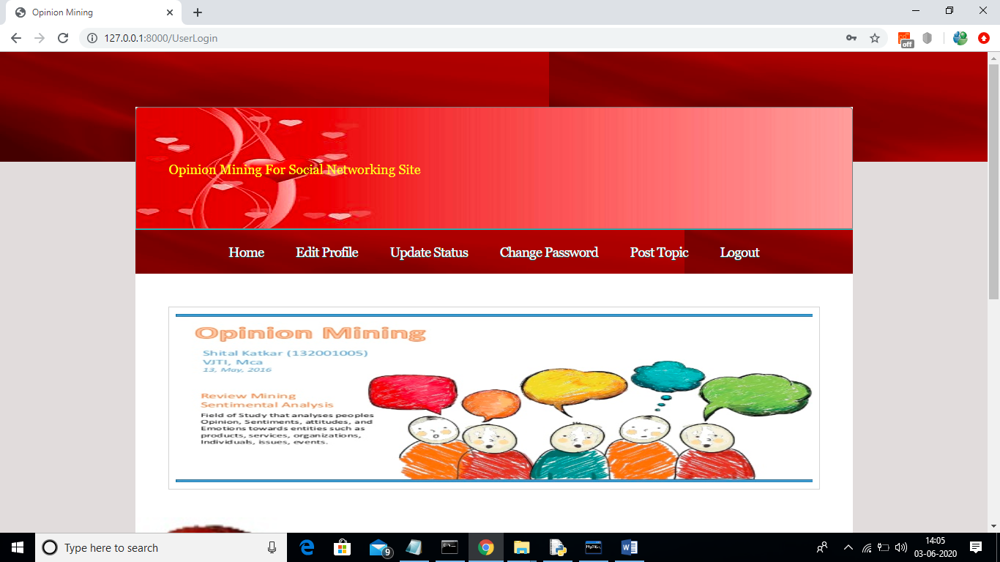 Opinion Mining
127.0.0.1:8000/UserLogin
off
Opinion Mining For Social Networking Site
Home Edit Profile Update Status Change Password Post Topic Logout
Opinion Mining
Shital Katkar (132001005)
VJTI, Mca
13, May, 2016
Review Mining
Sentimental Analysis
Field of Study that analyses peoples
Opinion, Sentiments, attitudes, and
Emotions towards entities such as
products, services, organizations,
Individuals, issues, events.
Type here to search
9
14:05
03-06-2020